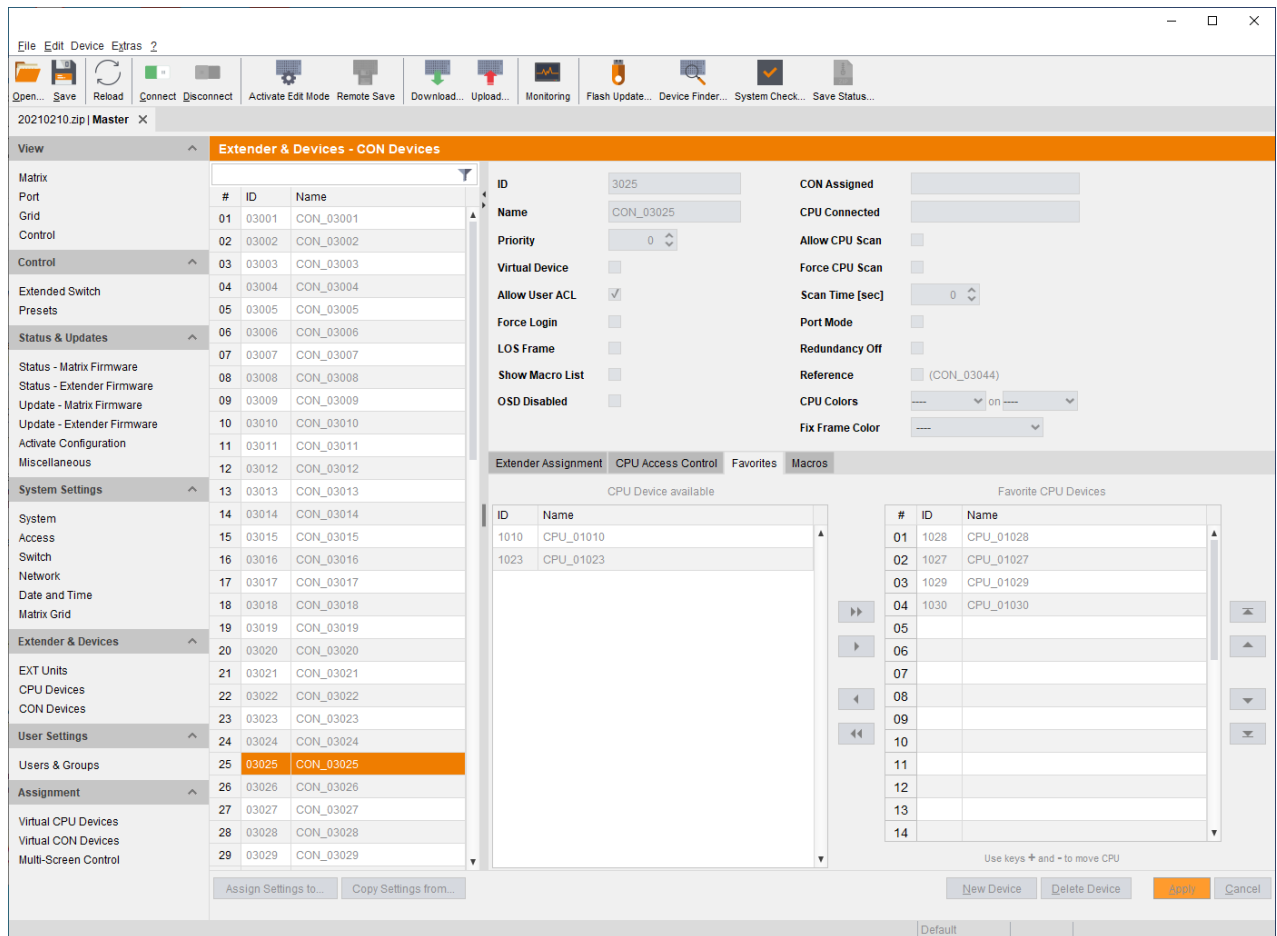 File Edit Device Extras ?
Open... Save Reload Connect Disconnect Activate Edit Mode Remote Save Download... Upload... Monitoring Flash Update... Device Finder... System Check... Save Status...
20210210.zip | Master
View
Matrix
Port
Grid
Control
Control
Extended Switch
Presets
Status & Updates
Status - Matrix Firmware
Status - Extender Firmware
Update - Matrix Firmware
Update - Extender Firmware
Activate Configuration
Miscellaneous
System Settings
System
Access
Switch
Network
Date and Time
Matrix Grid
Extender & Devices
EXT Units
CPU Devices
CON Devices
User Settings
Users & Groups
Assignment
Virtual CPU Devices
Virtual CON Devices
Multi-Screen Control
Extender & Devices - CON Devices
# ID Name
01 03001 CON_03001
02 03002 CON_03002
03 03003 CON_03003
04 03004 CON_03004
05 03005 CON_03005
06 03006 CON_03006
07 03007 CON_03007
08 03008 CON_03008
09 03009 CON_03009
10 03010 CON_03010
11 03011 CON_03011
12 03012 CON_03012
13 03013 CON_03013
14 03014 CON_03014
15 03015 CON_03015
16 03016 CON_03016
17 03017 CON_03017
18 03018 CON_03018
19 03019 CON_03019
20 03020 CON_03020
21 03021 CON_03021
22 03022 CON_03022
23 03023 CON_03023
24 03024 CON_03024
25 03025 CON_03025
26 03026 CON_03026
27 03027 CON_03027
28 03028 CON_03028
29 03029 CON_03029
ID 3025
Name CON_03025
Priority 0
Virtual Device
Allow User ACL
Force Login
LOS Frame
Show Macro List
OSD Disabled
CON Assigned
CPU Connected
Allow CPU Scan
Force CPU Scan
Scan Time [sec] 0
Port Mode
Redundancy Off
Reference (CON_03044)
CPU Colors ---- on ----
Fix Frame Color ----
Extender Assignment CPU Access Control Favorites Macros
CPU Device available
ID Name
1010 CPU_01010
1023 CPU_01023
Favorite CPU Devices
# ID Name
01 1028 CPU_01028
02 1027 CPU_01027
03 1029 CPU_01029
04 1030 CPU_01030
05
06
07
08
09
10
11
12
13
14
Use keys + and - to move CPU
Assign Settings to... Copy Settings from... New Device Delete Device Apply Cancel
Default